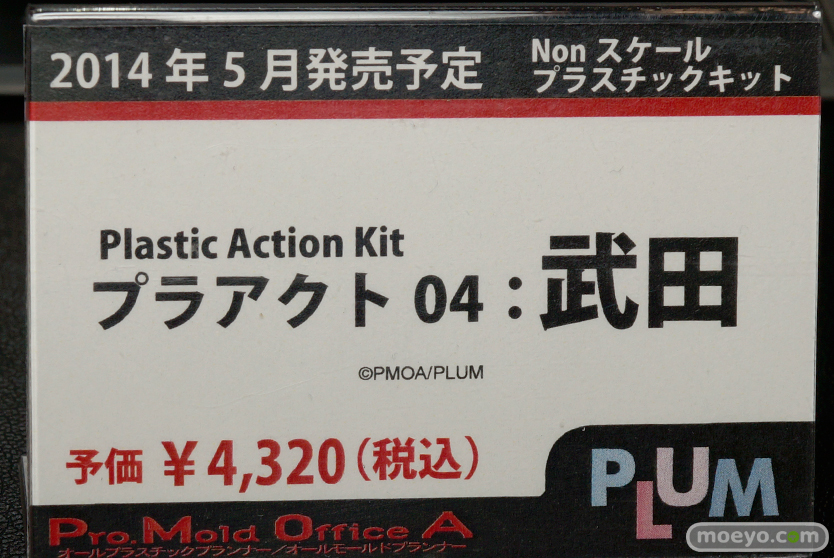 2014年5月発売予定
Non スケール
プラスチックキット
Plastic Action Kit
プラアクト 04：武田
©PMOA/PLUM
予価 ￥4,320（税込）
PLUM
Pro.Mold Office A
オールプラスチックプランナー／オールモールドプランナー
moeyo.com